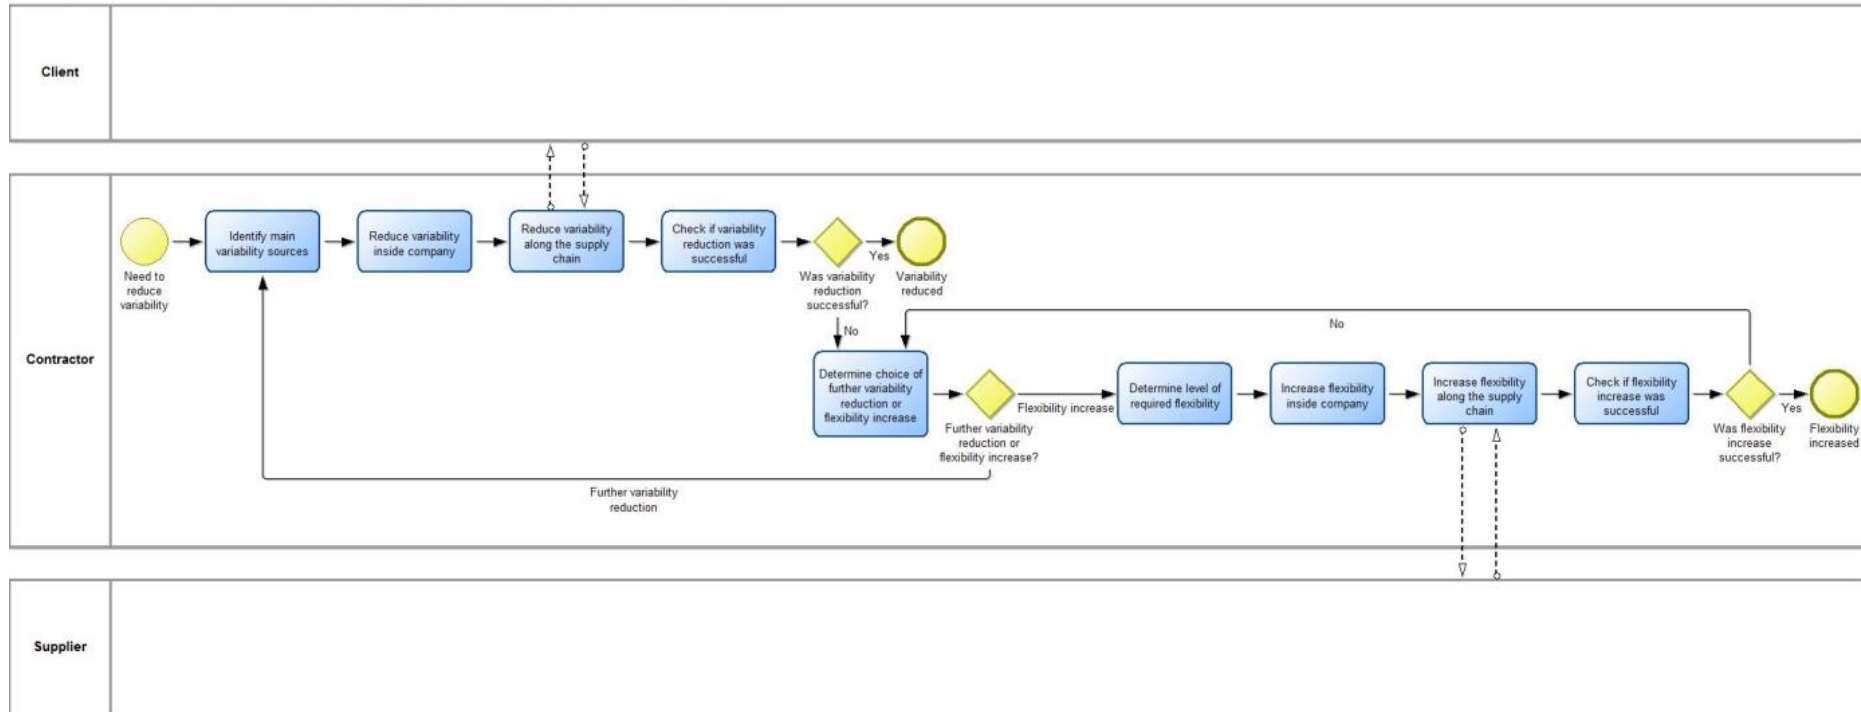 Client
Contractor
Need to
reduce
variability
Identify main
variability sources
Reduce variability
inside company
Reduce variability
along the supply
chain
Check if variability
reduction was
successful
Was variability
reduction
successful?
Yes
Variability
reduced
No
Determine choice of
further variability
reduction or
flexibility increase
Further variability
reduction or
flexibility increase?
Flexibility increase
Further variability
reduction
Determine level of
required flexibility
Increase flexibility
inside company
Increase flexibility
along the supply
chain
Check if flexibility
increase was
successful
Was flexibility
increase
successful?
No
Yes
Flexibility
increased
Supplier